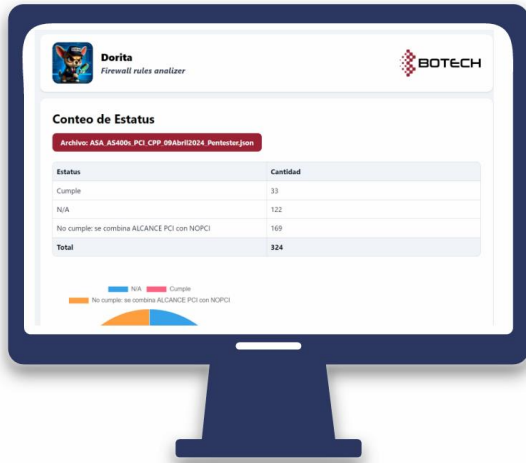 Dorita
Firewall rules analizer
BOTECH
Conteo de Estatus
Archivo: ASA_AS400s_PCI_CPP_09Abril2024_Pentester.json
Estatus Cantidad
Cumple 33
N/A 122
No cumple: se combina ALCANCE PCI con NOPCI 169
Total 324
N/A Cumple
No cumple: se combina ALCANCE PCI con NOPCI